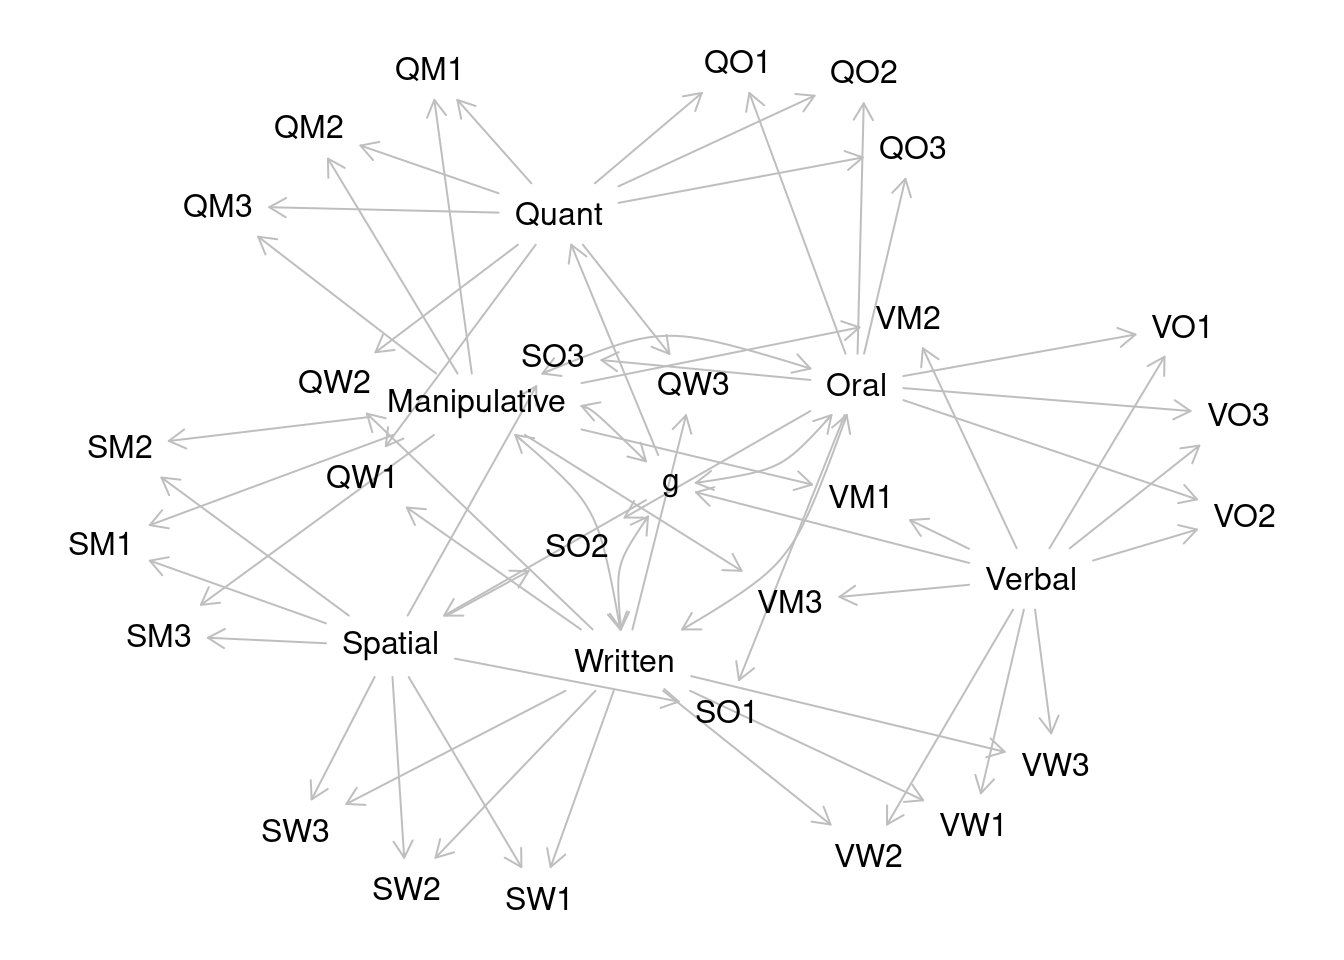 QM1
QO1
QO2
QM2
QO3
QM3
Quant
VM2
VO1
SO3
QW2
QW3
Oral
Manipulative
VO3
SM2
QW1
g
VM1
VO2
SM1
SO2
Verbal
VM3
SM3
Spatial
Written
SO1
VW3
SW3
VW1
VW2
SW2
SW1